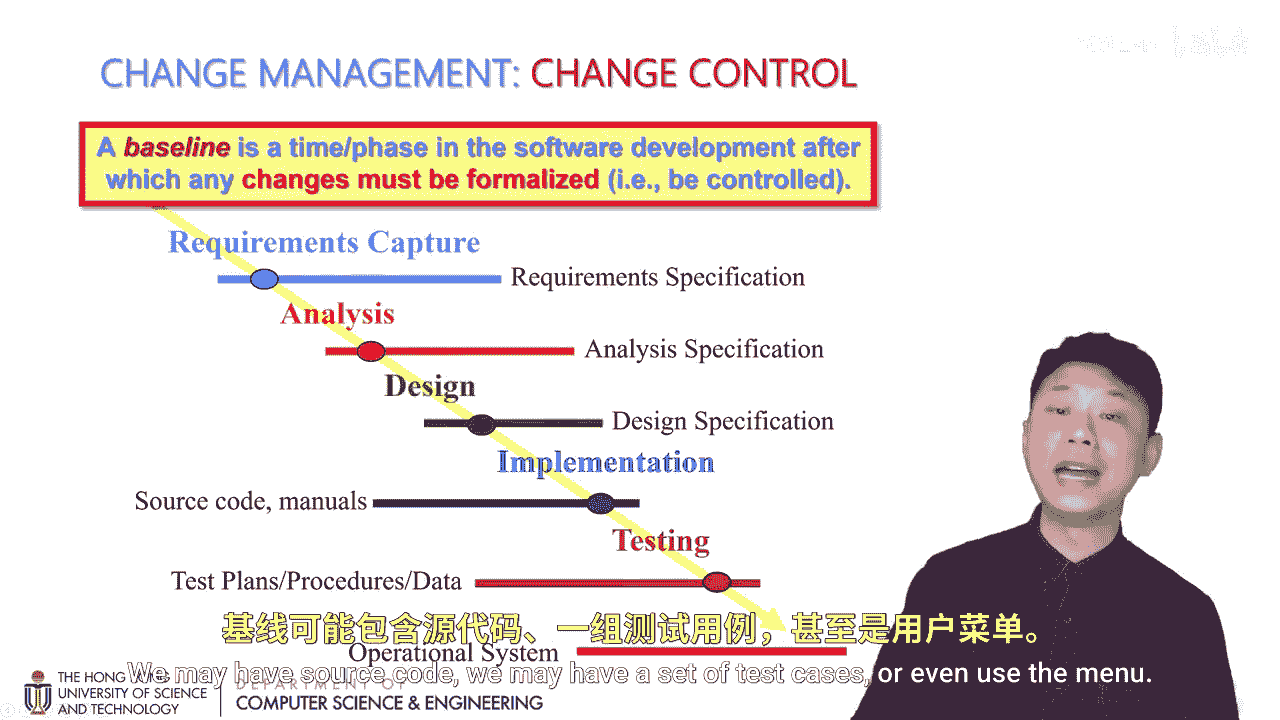 CHANGE MANAGEMENT: CHANGE CONTROL
A baseline is a time/phase in the software development after
which any changes must be formalized (i.e., be controlled).
Requirements Capture
Requirements Specification
Analysis
Analysis Specification
Design
Design Specification
Implementation
Source code, manuals
Testing
Test Plans/Procedures/Data
基线可能包含源代码、一组测试用例，甚至是用户菜单。
Operational System
We may have source code, we may have a set of test cases, or even use the menu.
THE HONG KONG
UNIVERSITY OF SCIENCE
AND TECHNOLOGY
DEPARTMENT OF
COMPUTER SCIENCE & ENGINEERING